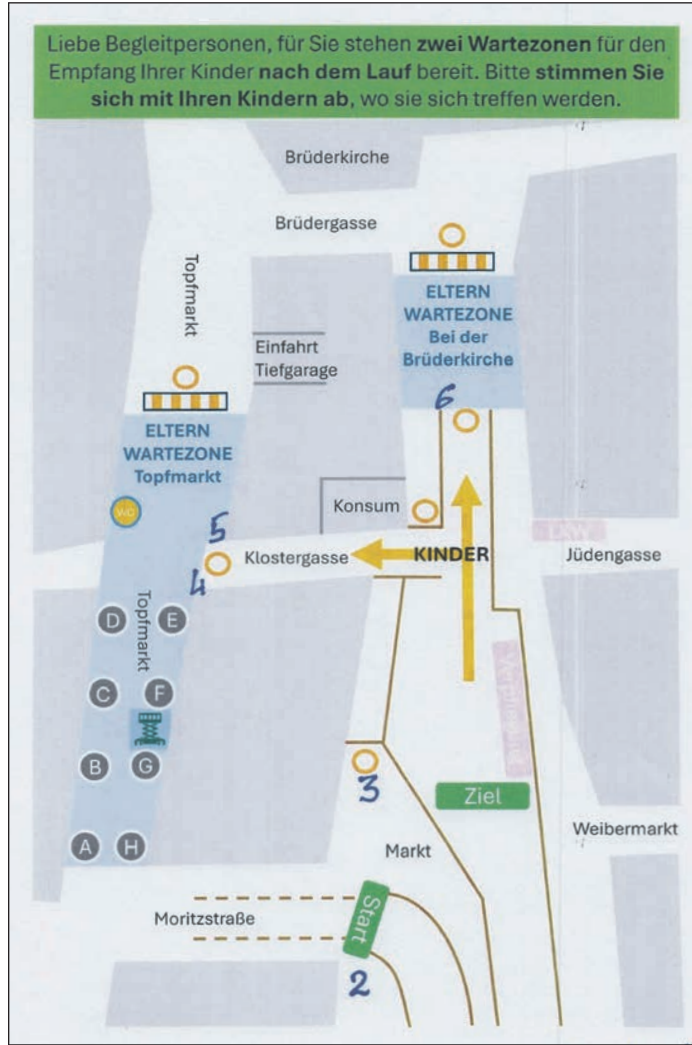 Liebe Begleitpersonen, für Sie stehen zwei Wartezonen für den
Empfang Ihrer Kinder nach dem Lauf bereit. Bitte stimmen Sie
sich mit Ihren Kindern ab, wo sie sich treffen werden.
Brüderkirche
Brüdergasse
Topfmarkt
ELTERN
WARTEZONE
Bei der
Brüderkirche
Einfahrt
Tiefgarage
6
ELTERN
WARTEZONE
Topfmarkt
WC
Konsum
5
Klostergasse
KINDER
LKW
Jüdengasse
4
D
E
Topfmarkt
C
F
B
G
3
Ziel
Weibermarkt
A
H
Markt
Moritzstraße
Start
2